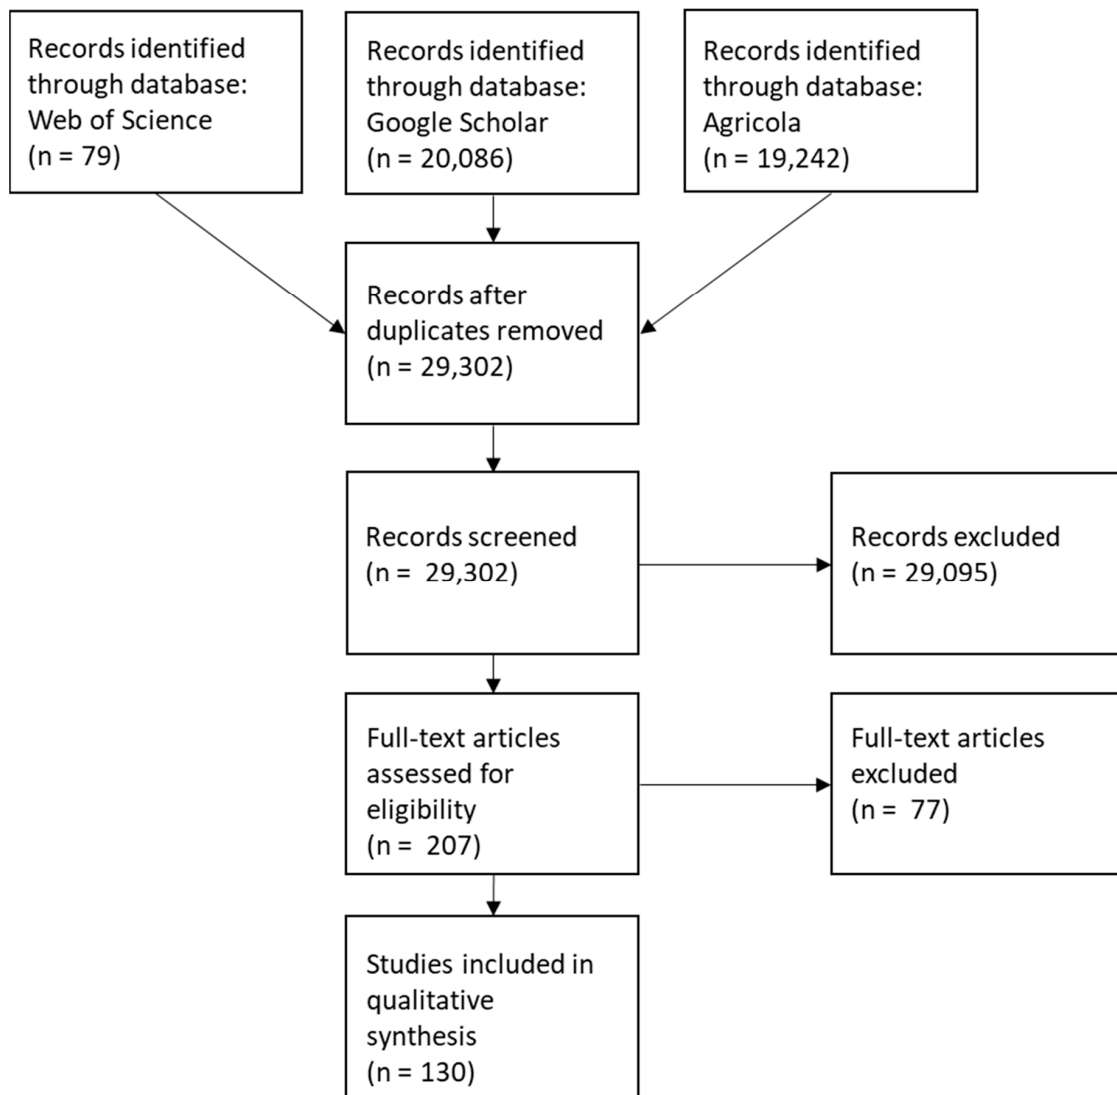 Records identified
through database:
Web of Science
(n = 79)
Records identified
through database:
Google Scholar
(n = 20,086)
Records identified
through database:
Agricola
(n = 19,242)
Records after
duplicates removed
(n = 29,302)
Records screened
(n =  29,302)
Records excluded
(n = 29,095)
Full-text articles
assessed for
eligibility
(n =  207)
Full-text articles
excluded
(n =  77)
Studies included in
qualitative
synthesis
(n = 130)